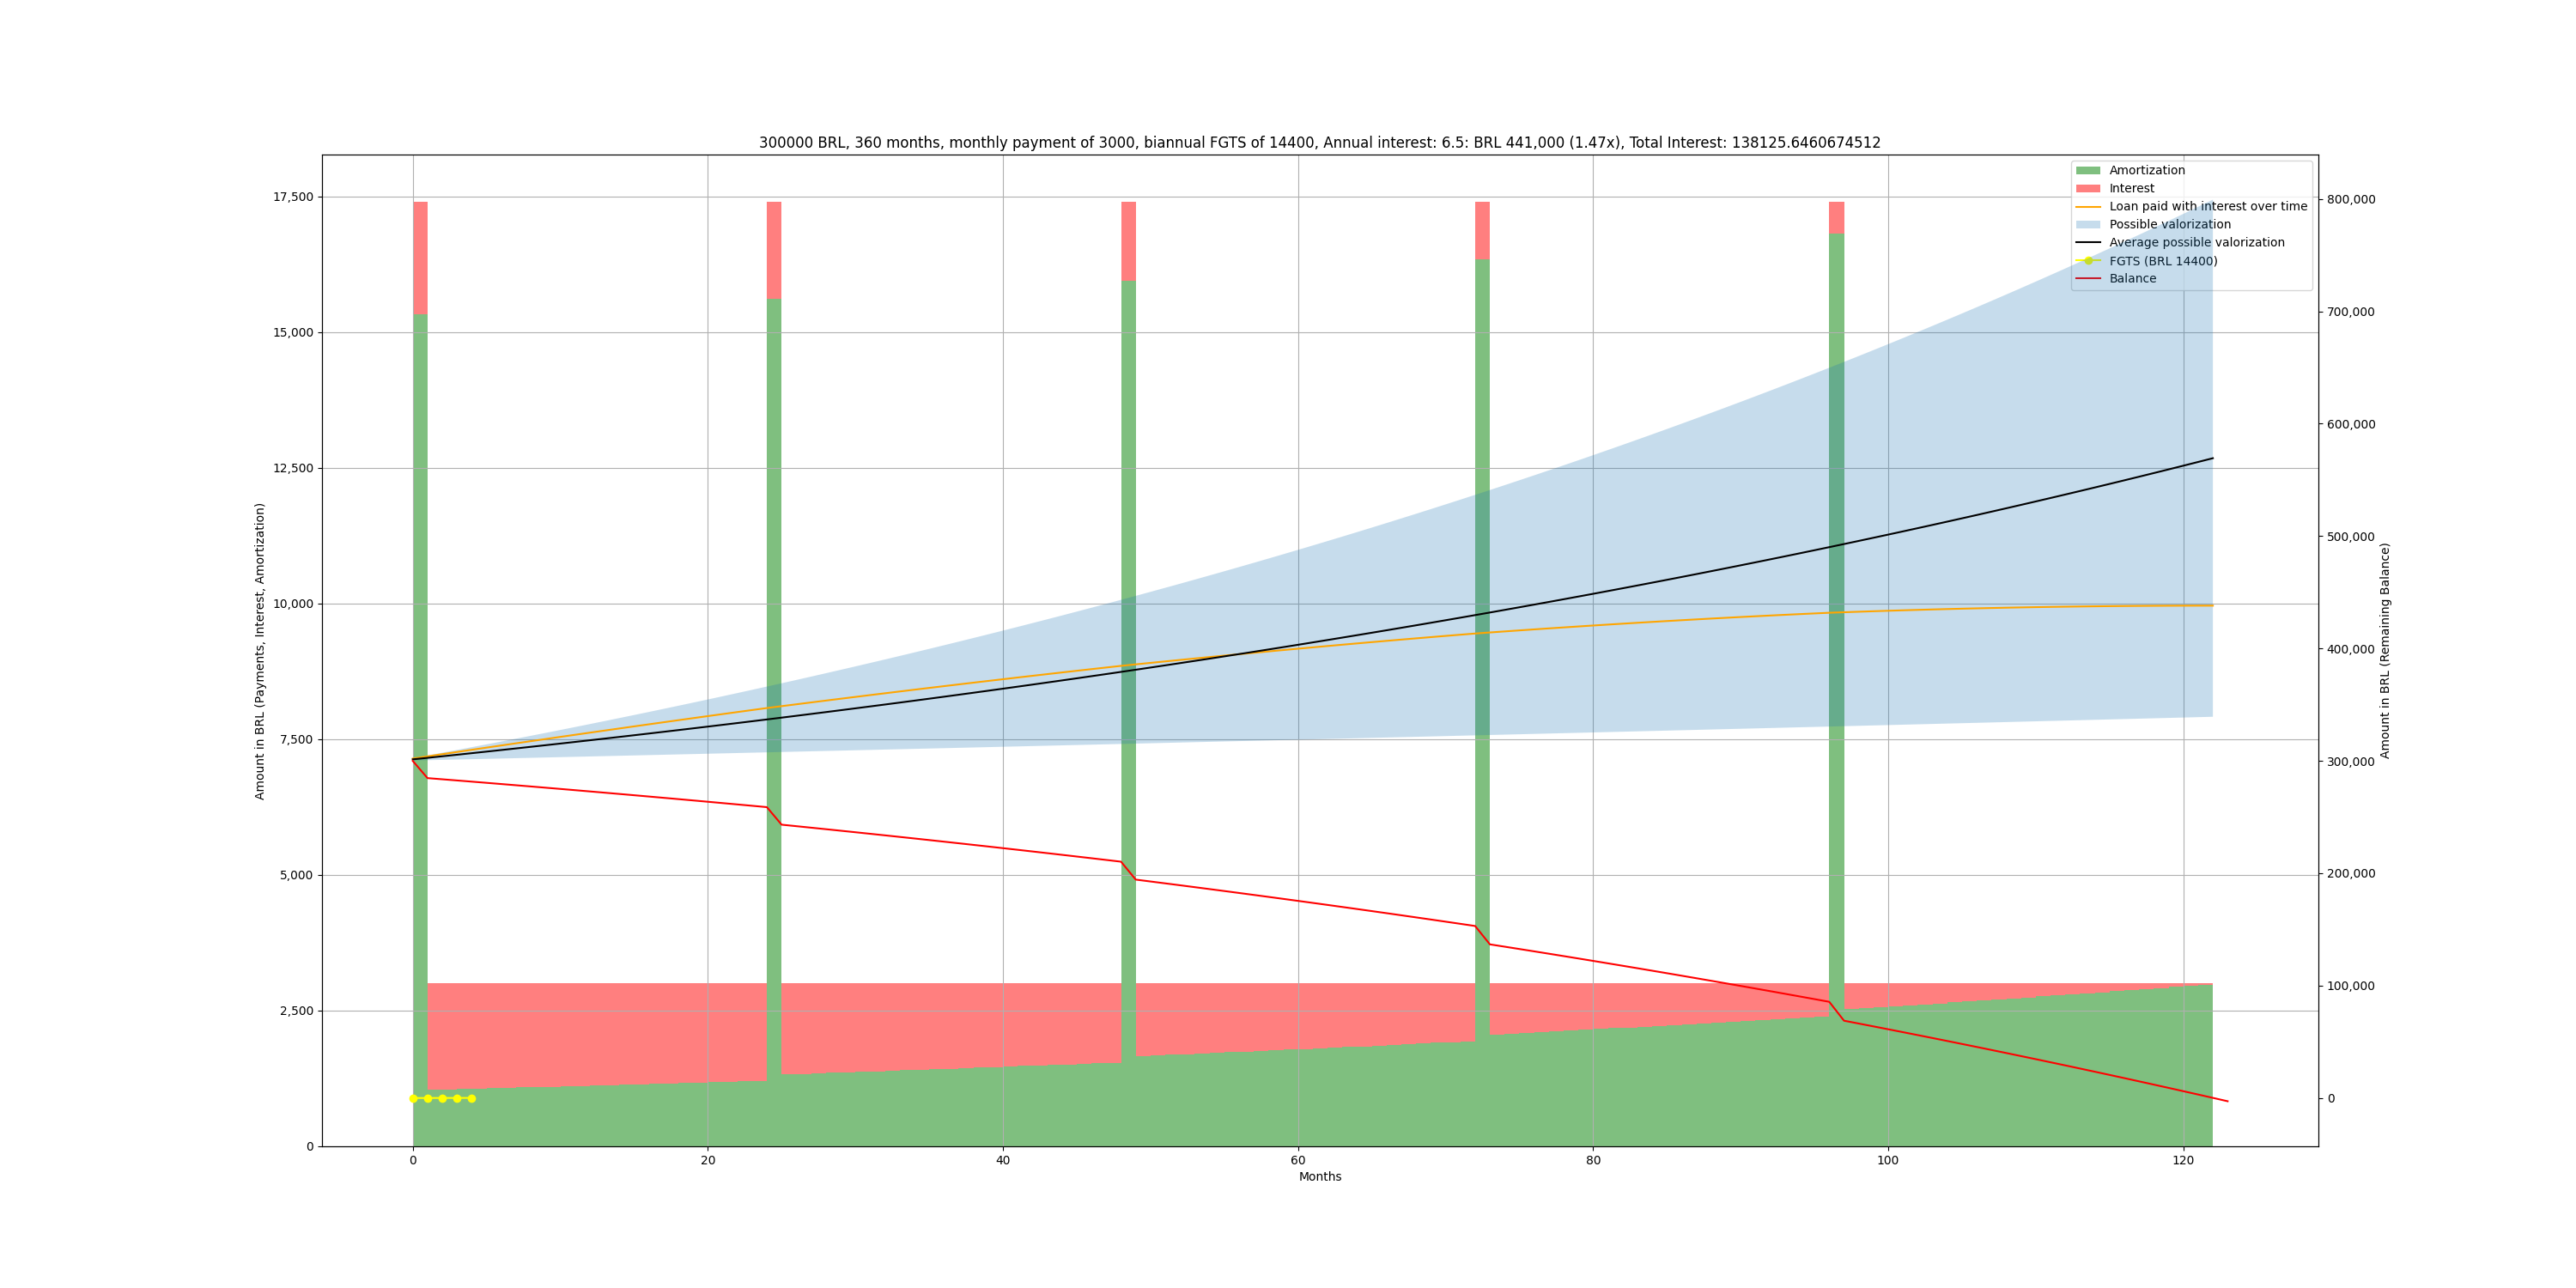 300000 BRL, 360 months, monthly payment of 3000, biannual FGTS of 14400, Annual interest: 6.5: BRL 441,000 (1.47x), Total Interest: 138125.6460674512
Amortization
Interest
Loan paid with interest over time
Possible valorization
Average possible valorization
FGTS (BRL 14400)
Balance
Amount in BRL (Payments, Interest, Amortization)
17,500
15,000
12,500
10,000
7,500
5,000
2,500
0
800,000
700,000
600,000
500,000
400,000
300,000
200,000
100,000
0
Amount in BRL (Remaining Balance)
0
20
40
60
80
100
120
Months